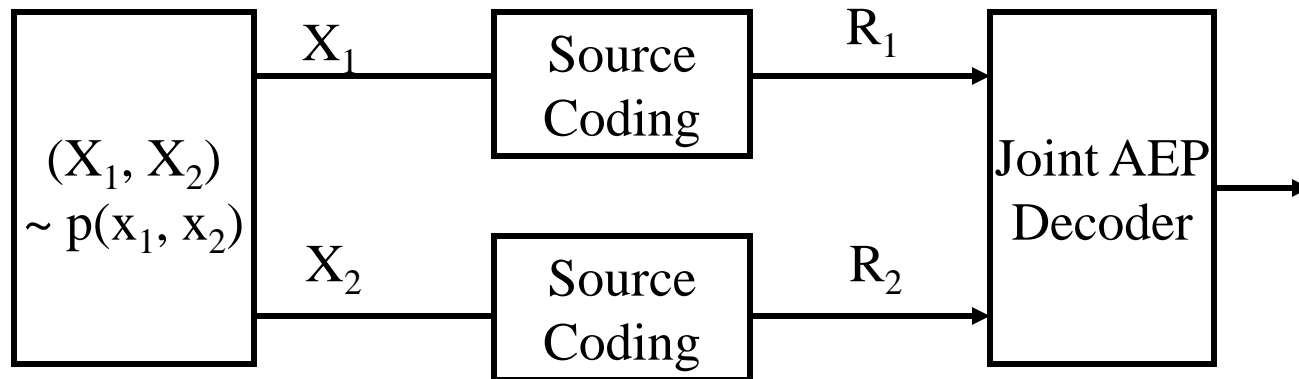 (X₁, X₂)
~ p(x₁, x₂)
X₁
Source
Coding
R₁
X₂
Source
Coding
R₂
Joint AEP
Decoder